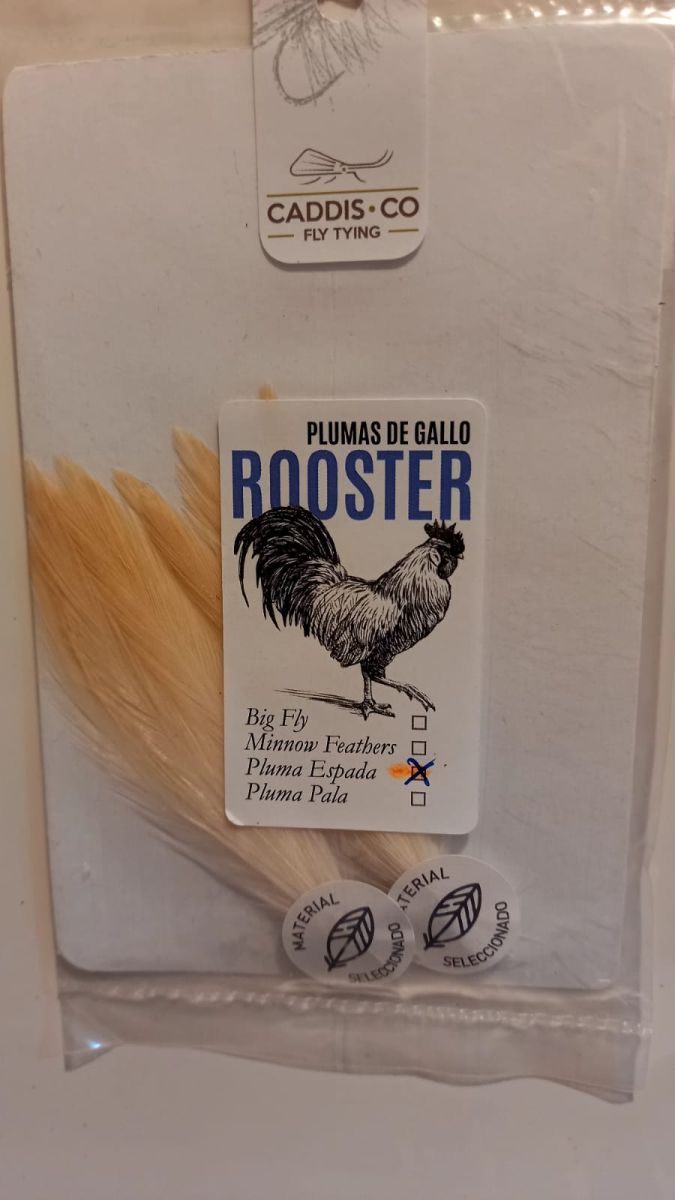 CADDIS·CO
FLY TYING
PLUMAS DE GALLO
ROOSTER
Big Fly
Minnow Feathers
Pluma Espada
Pluma Pala
MATERIAL
SELECCIONADO
SELECCIONADO